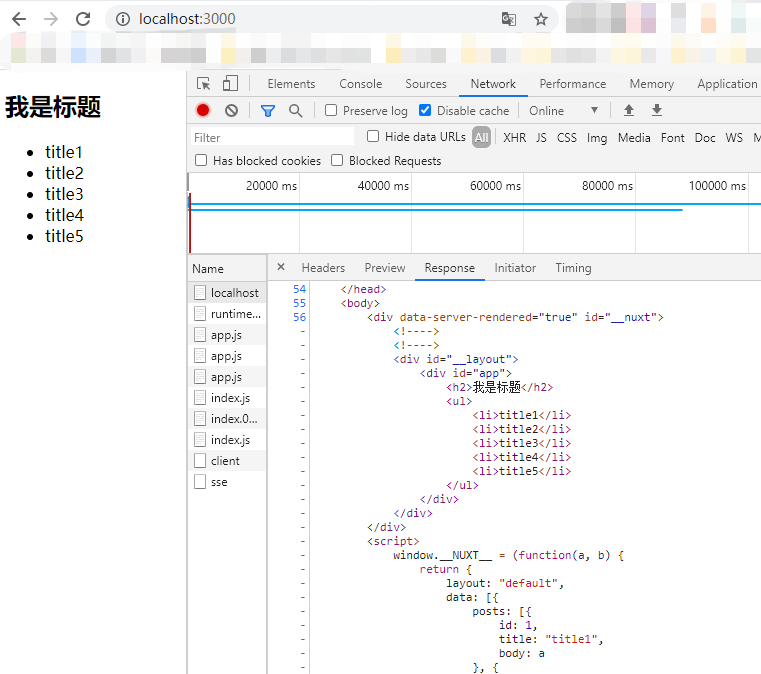 localhost:3000
我是标题
title1
title2
title3
title4
title5
Elements Console Sources Network Performance Memory Application
Preserve log Disable cache Online
Filter Hide data URLs All XHR JS CSS Img Media Font Doc WS M
Has blocked cookies Blocked Requests
20000 ms 40000 ms 60000 ms 80000 ms 100000 ms
Name
localhost
runtime...
app.js
app.js
app.js
index.js
index.0...
index.js
client
sse
× Headers Preview Response Initiator Timing
54 </head>
55 <body>
56 <div data-server-rendered="true" id="__nuxt">
- <!---->
- <!---->
- <div id="__layout">
- <div id="app">
- <h2>我是标题</h2>
- <ul>
- <li>title1</li>
- <li>title2</li>
- <li>title3</li>
- <li>title4</li>
- <li>title5</li>
- </ul>
- </div>
- </div>
- </div>
- <script>
- window.__NUXT__ = (function(a, b) {
- return {
- layout: "default",
- data: [{
- posts: [{
- id: 1,
- title: "title1",
- body: a
- }, {